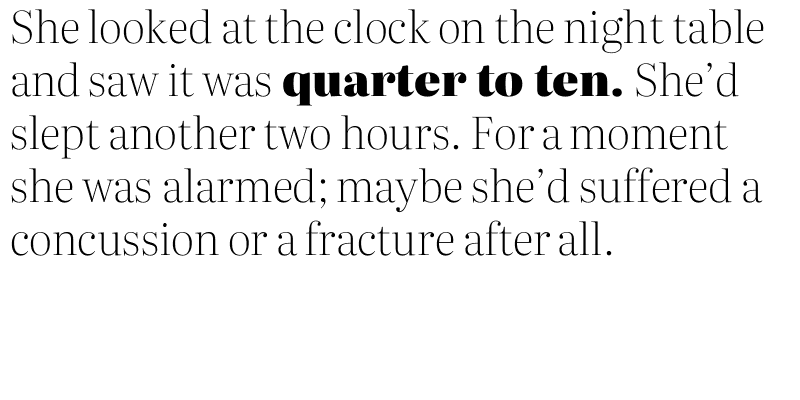 She looked at the clock on the night table
and saw it was quarter to ten. She’d
slept another two hours. For a moment
she was alarmed; maybe she’d suffered a
concussion or a fracture after all.